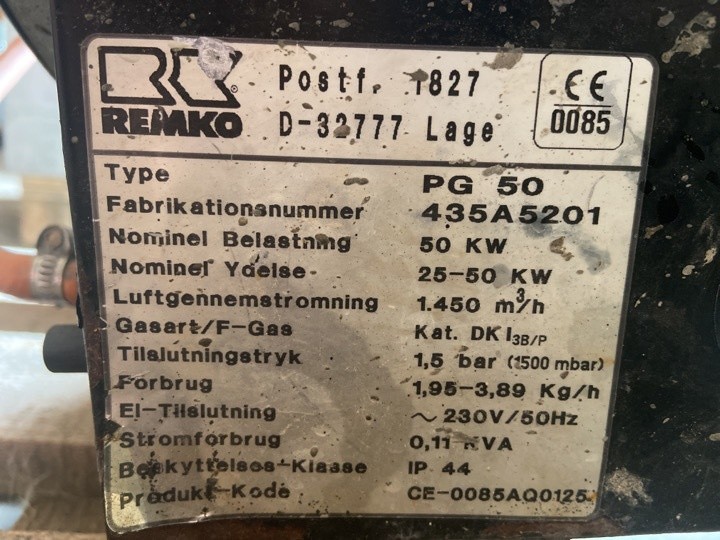 REMKO ®
Postf. 1827
D-32777 Lage
CE
0085
Type PG 50
Fabrikationsnummer 435A5201
Nominel Belastning 50 KW
Nominel Ydelse 25-50 KW
Luftgennemstromning 1.450 m³/h
Gasart/F-Gas Kat. DK I3B/P
Tilslutningstryk 1,5 bar (1500 mbar)
Forbrug 1,95-3,89 Kg/h
El-Tilslutning ~ 230V/50Hz
Stromforbrug 0,11 KVA
Beskyttelses-Klasse IP 44
Produkt-Kode CE-0085AQ0125